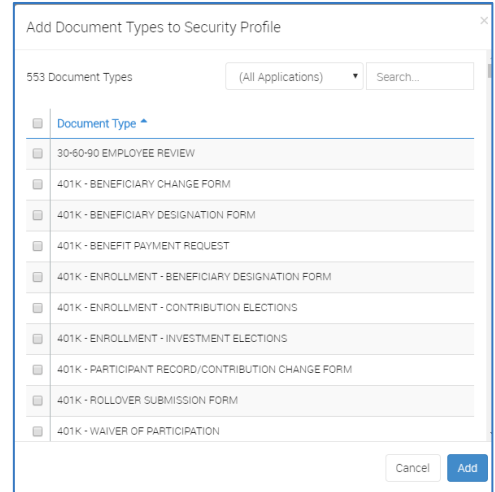 Add Document Types to Security Profile
×
553 Document Types (All Applications) Search...
Document Type
30-60-90 EMPLOYEE REVIEW
401K - BENEFICIARY CHANGE FORM
401K - BENEFICIARY DESIGNATION FORM
401K - BENEFIT PAYMENT REQUEST
401K - ENROLLMENT - BENEFICIARY DESIGNATION FORM
401K - ENROLLMENT - CONTRIBUTION ELECTIONS
401K - ENROLLMENT - INVESTMENT ELECTIONS
401K - PARTICIPANT RECORD/CONTRIBUTION CHANGE FORM
401K - ROLLOVER SUBMISSION FORM
401K - WAIVER OF PARTICIPATION
Cancel Add